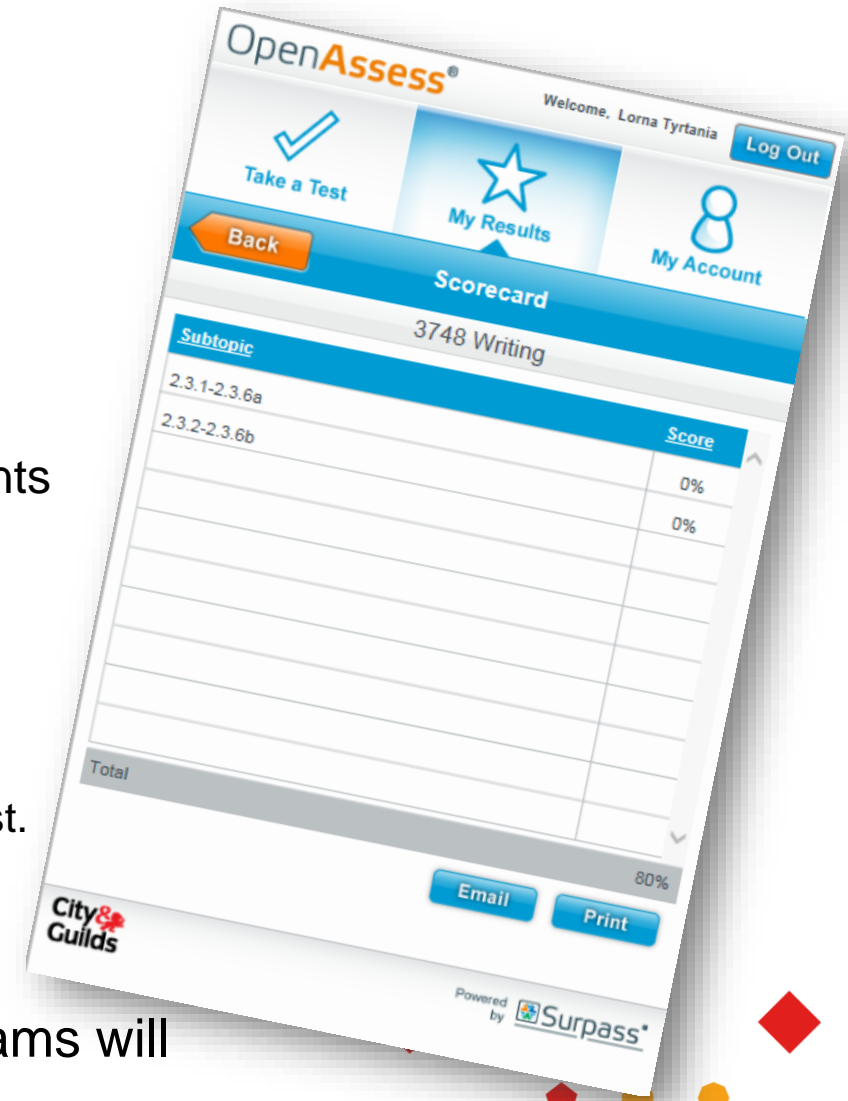 OpenAssess®
Welcome, Lorna Tyrtania
Log Out
Take a Test
My Results
My Account
Back
Scorecard
3748 Writing
Subtopic Score
2.3.1-2.3.6a 0%
2.3.2-2.3.6b 0%
nts
st.
Total 80%
Email Print
City&
Guilds
Powered
by Surpass
ams will